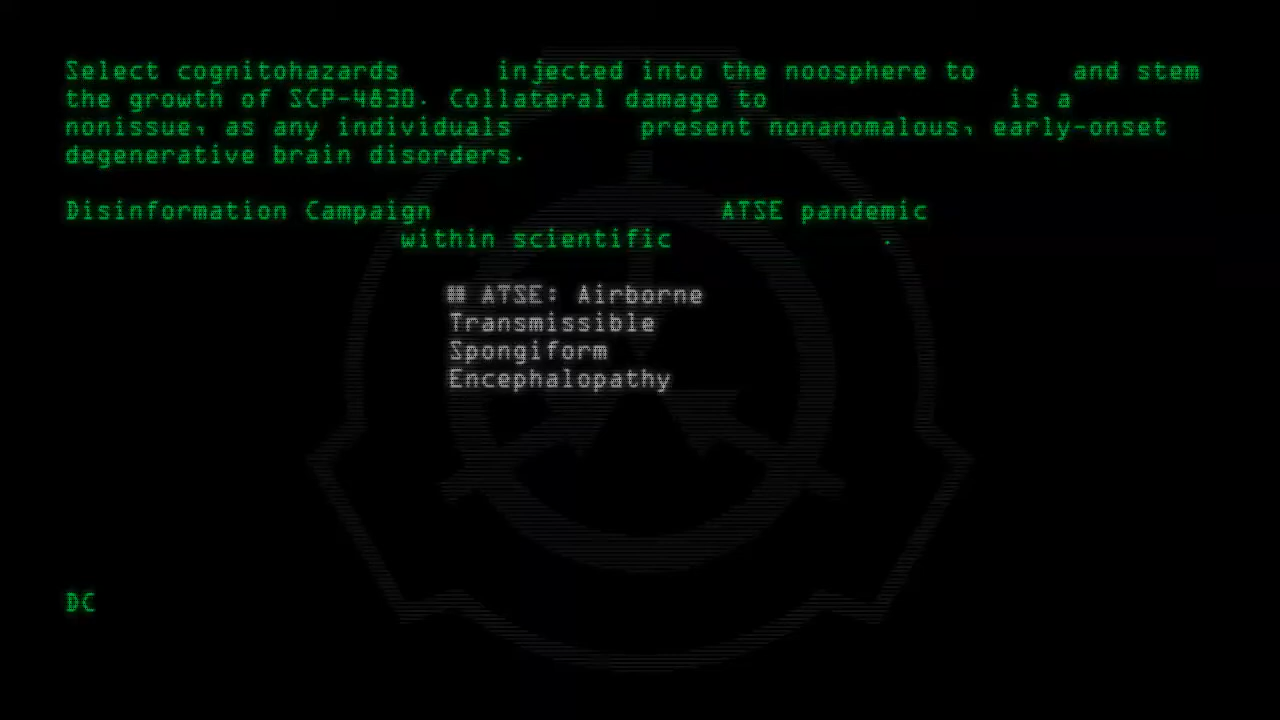 Select cognitohazards injected into the noosphere to and stem
the growth of SCP-4830. Collateral damage to is a
nonissue, as any individuals present nonanomalous, early-onset
degenerative brain disorders.
Disinformation Campaign ATSE pandemic
within scientific .
※ ATSE: Airborne
Transmissible
Spongiform
Encephalopathy
DC